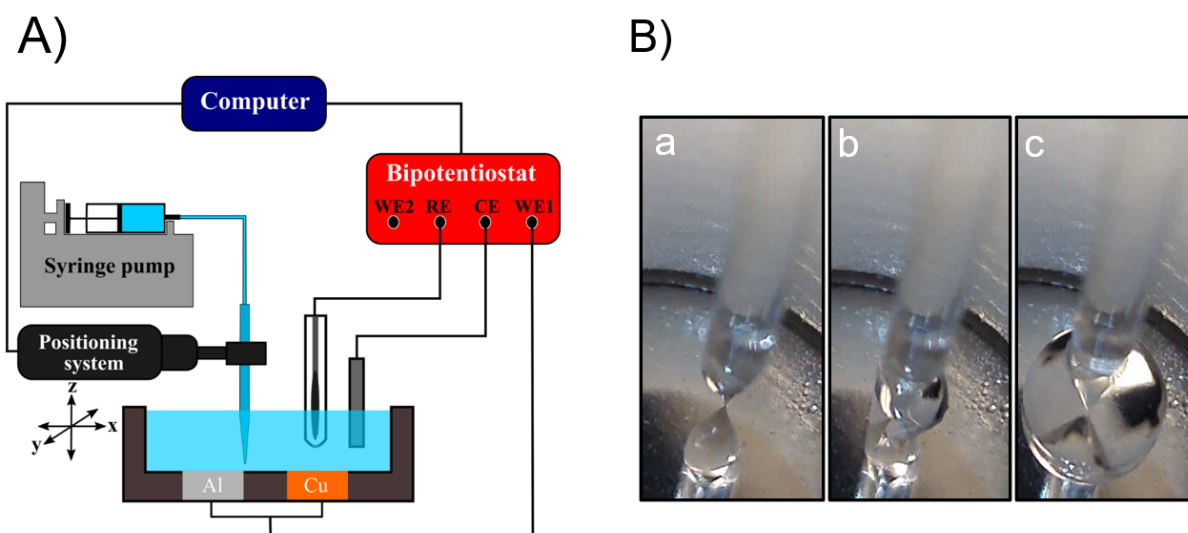 A)
B)
Computer
Bipotentiostat
WE2 RE CE WE1
Syringe pump
Positioning
system
z
x
y
Al
Cu
a
b
c